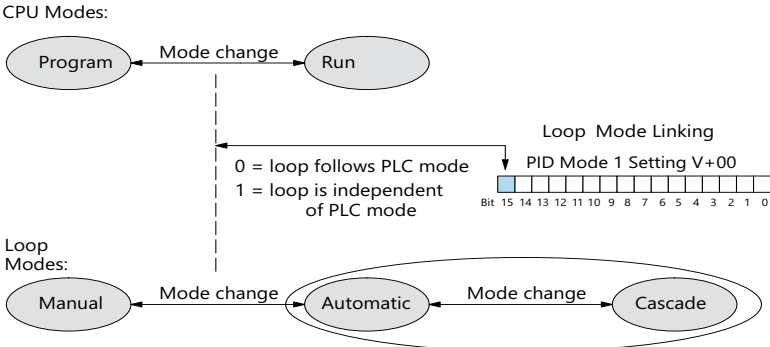 CPU Modes:
Program
Mode change
Run
Loop Mode Linking
0 = loop follows PLC mode
1 = loop is independent
of PLC mode
PID Mode 1 Setting V+00
Bit 15 14 13 12 11 10 9 8 7 6 5 4 3 2 1 0
Loop
Modes:
Manual
Mode change
Automatic
Mode change
Cascade